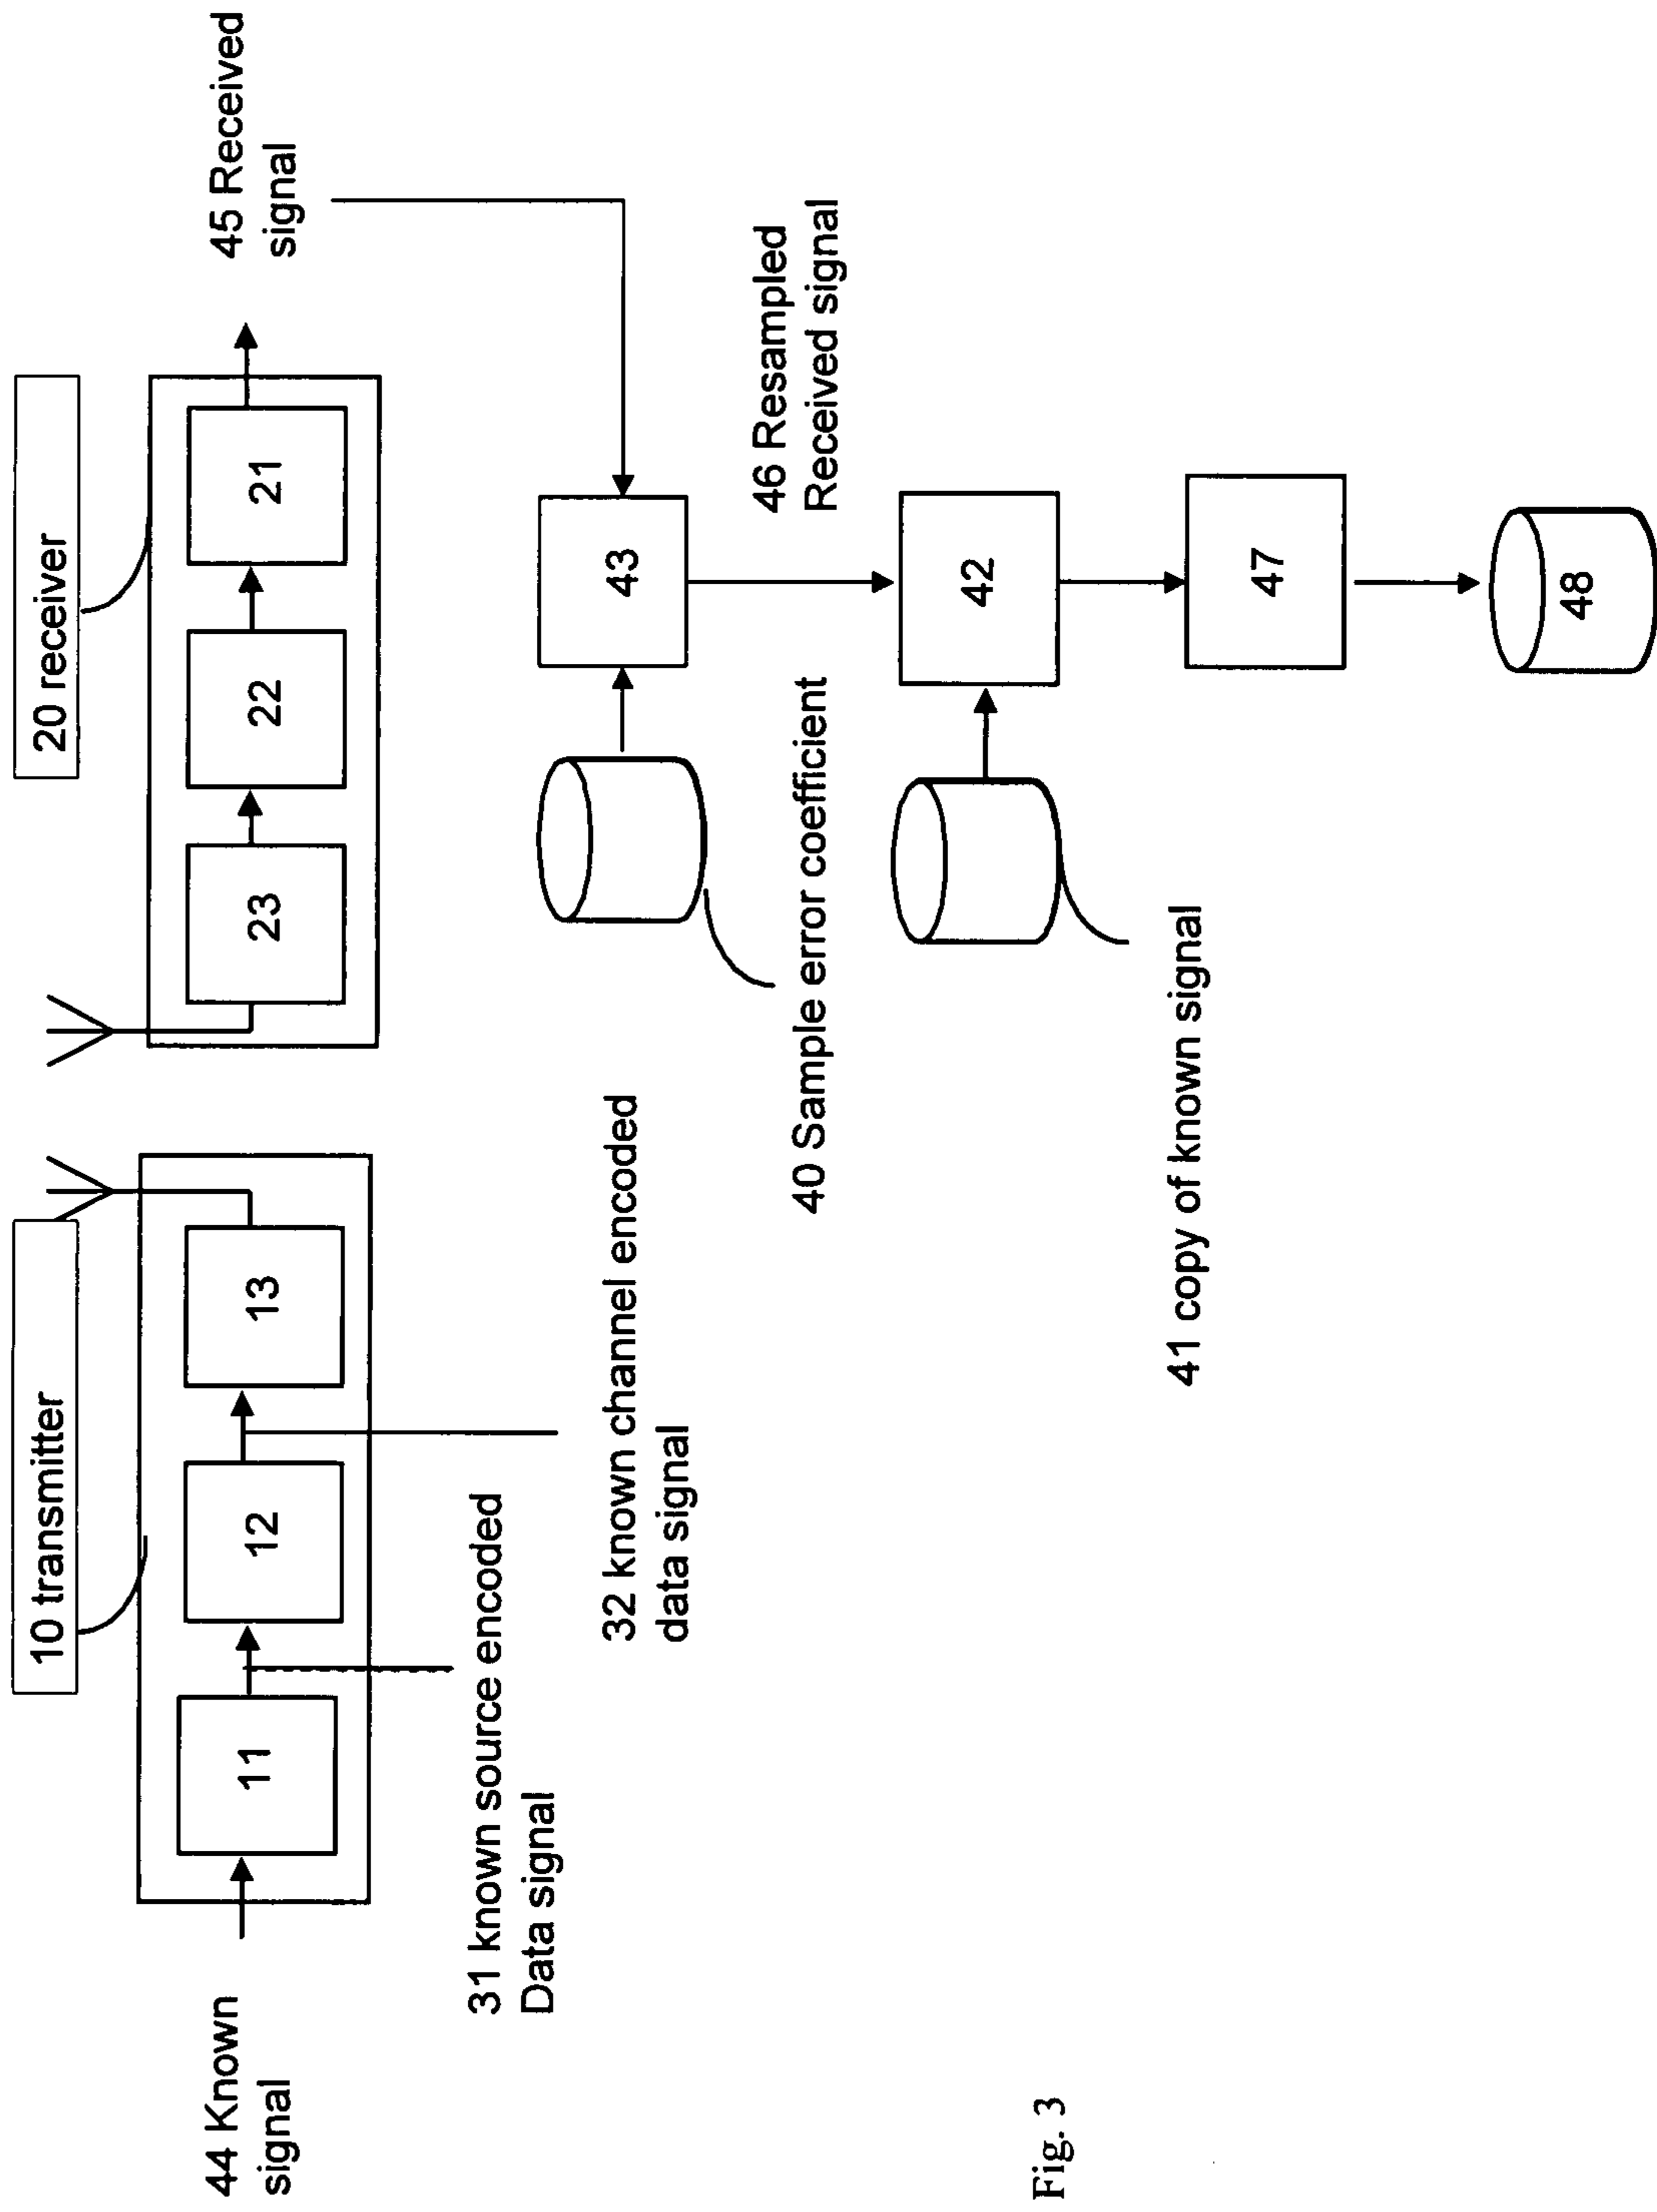 10 transmitter
20 receiver
44 Known
signal
11
12
13
23
22
21
45 Received
signal
31 known source encoded
Data signal
32 known channel encoded
data signal
43
40 Sample error coefficient
46 Resampled
Received signal
42
41 copy of known signal
47
48
Fig. 3